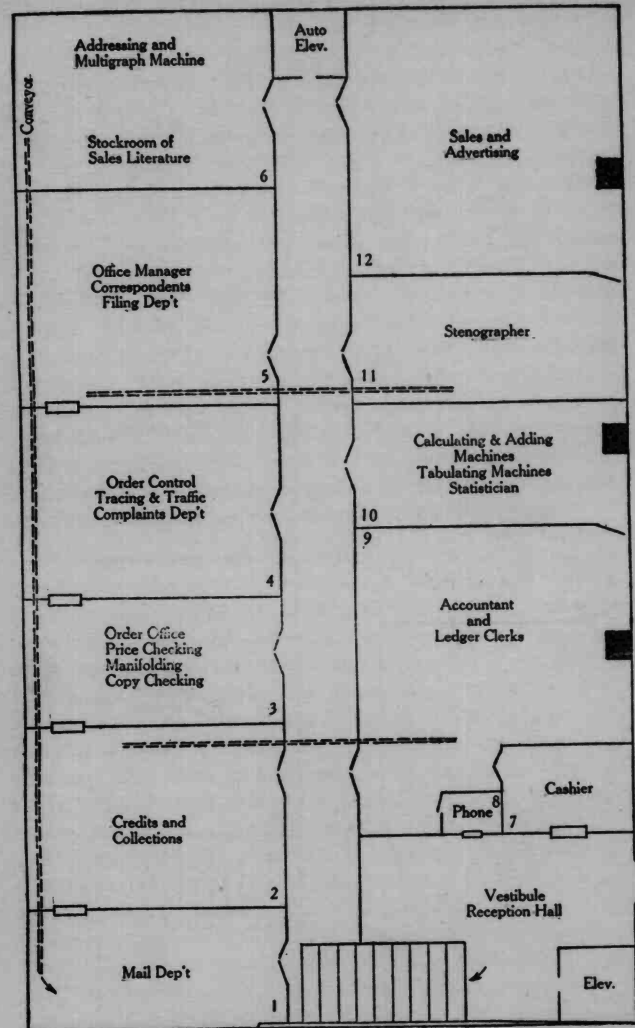 Addressing and
Multigraph Machine
Auto
Elev.
Conveyor
Stockroom of
Sales Literature
6
Sales and
Advertising
12
Office Manager
Correspondents
Filing Dep't
Stenographer
5
11
Calculating & Adding
Machines
Tabulating Machines
Statistician
Order Control
Tracing & Traffic
Complaints Dep't
10
9
4
Order Office
Price Checking
Manifolding
Copy Checking
Accountant
and
Ledger Clerks
3
Cashier
Phone
8
7
Credits and
Collections
2
Vestibule
Reception Hall
Mail Dep't
1
Elev.